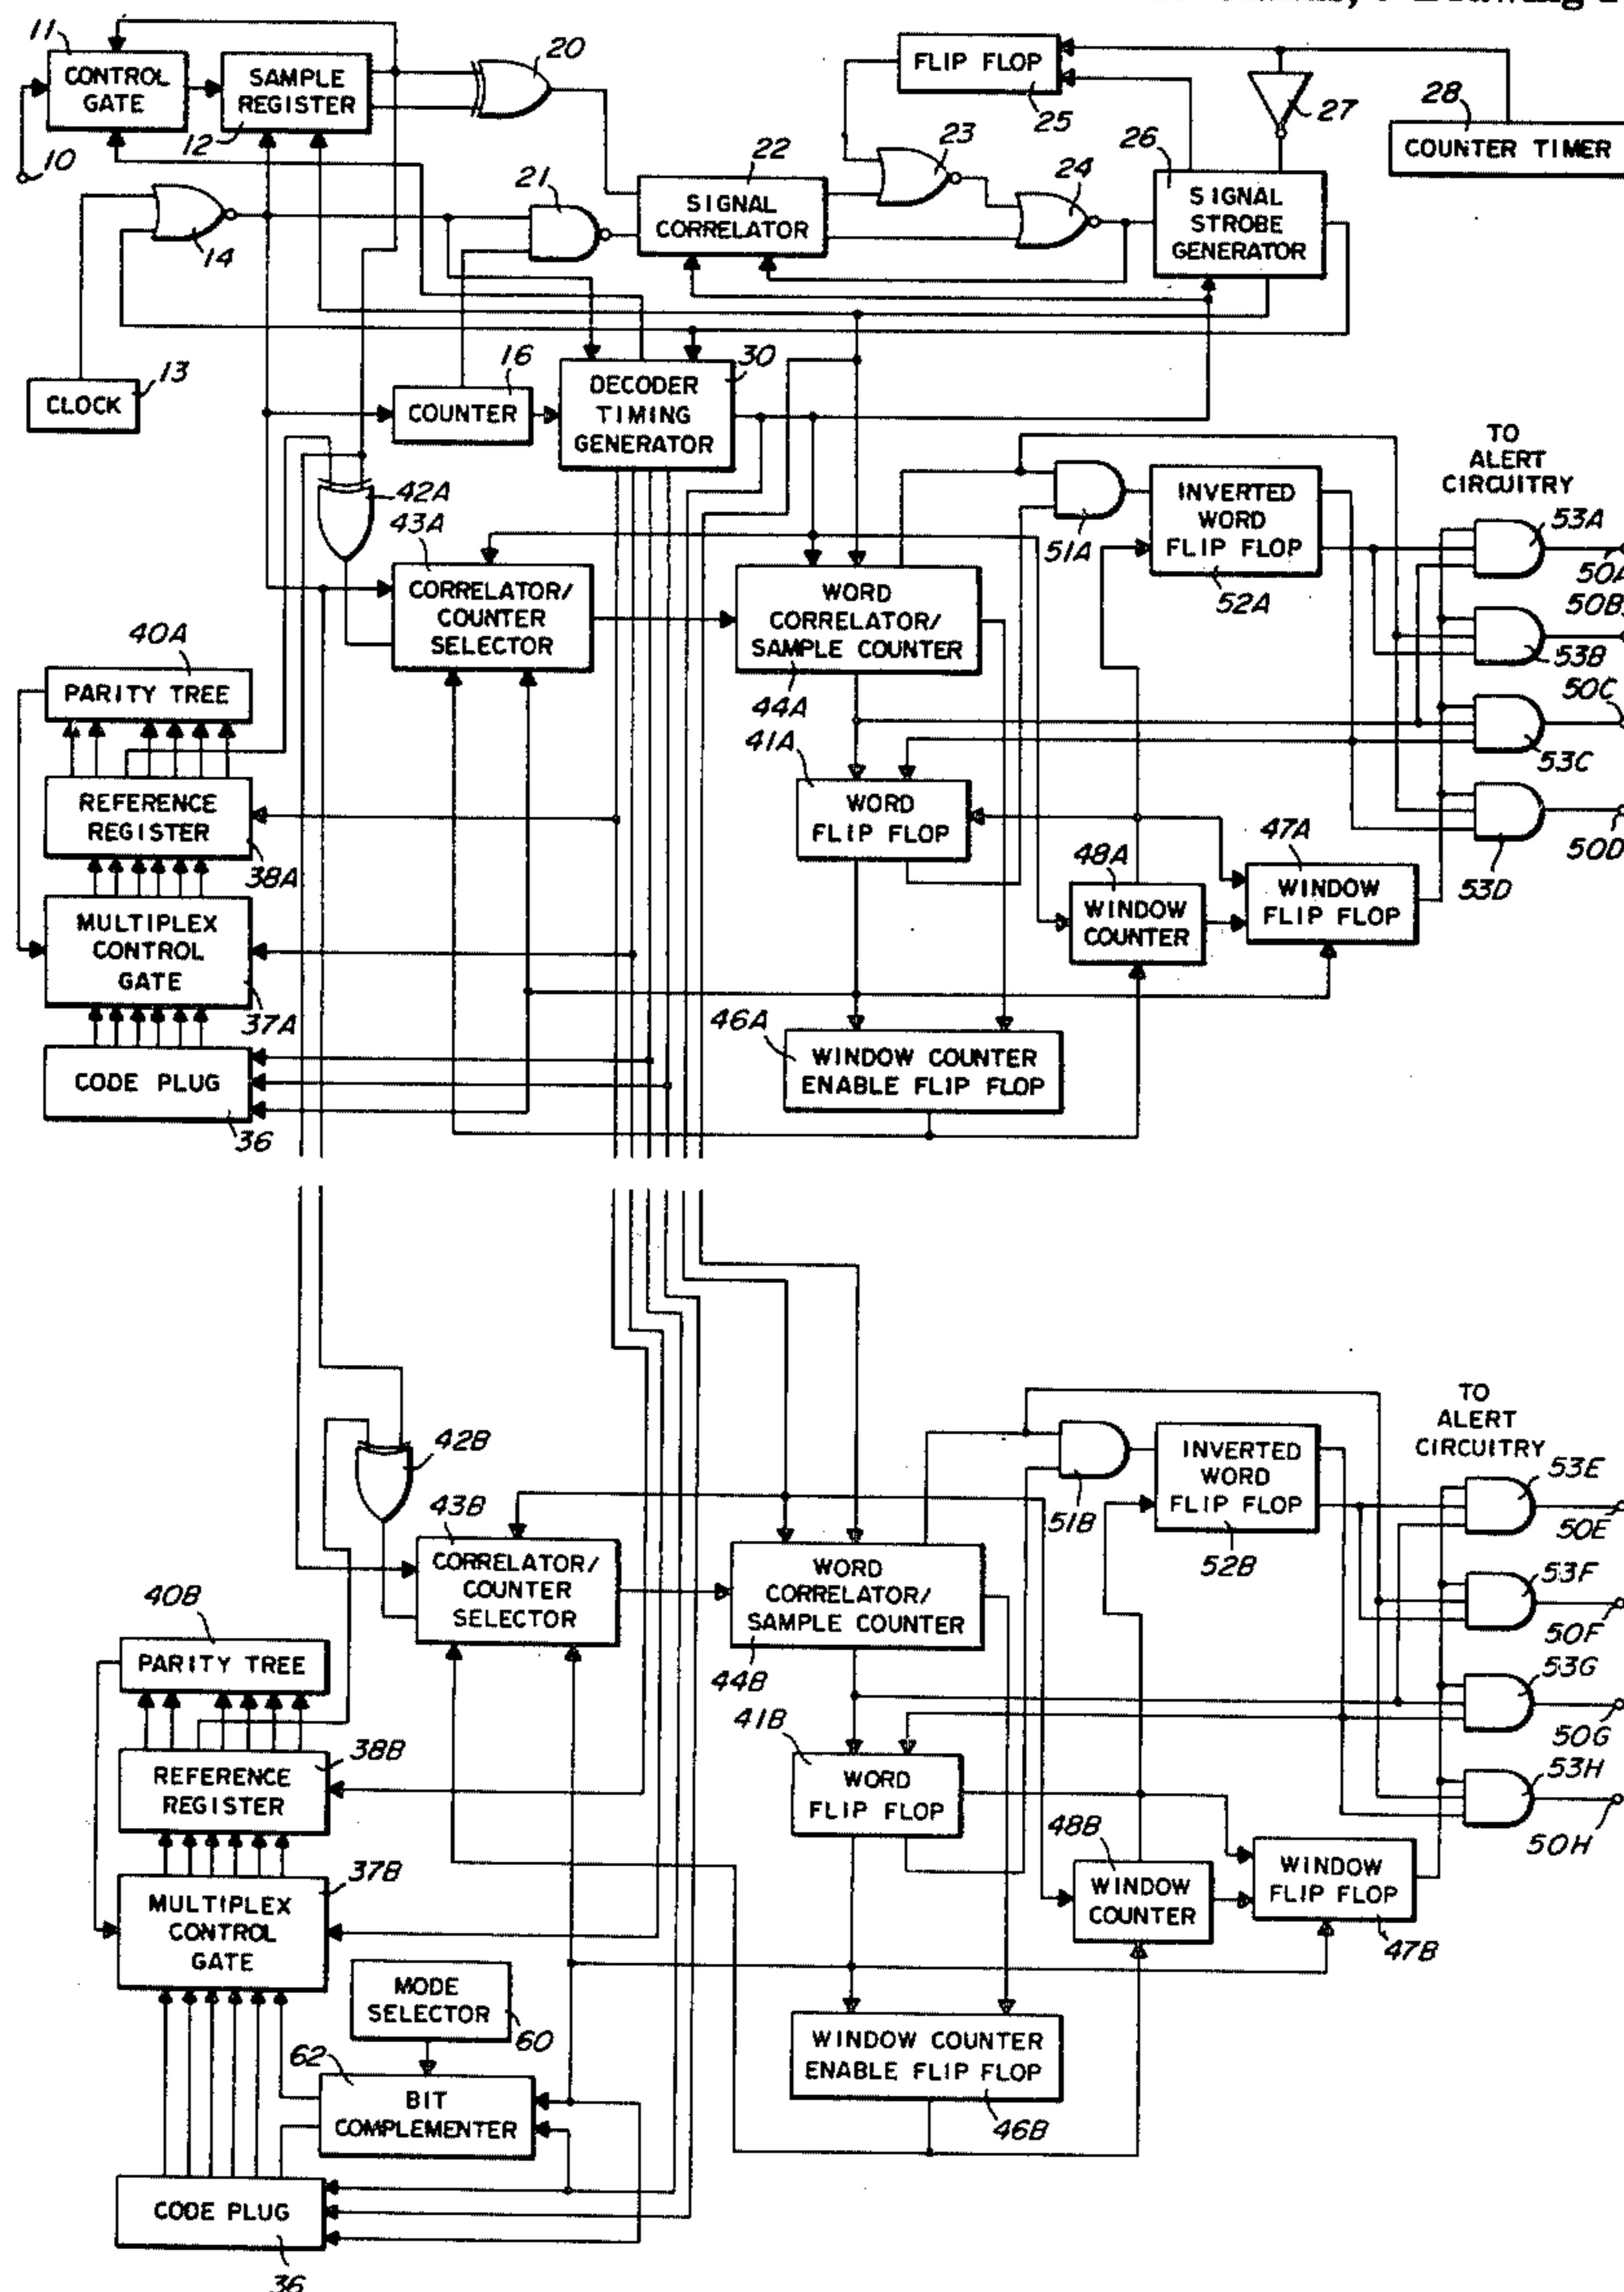 11
CONTROL
GATE
SAMPLE
REGISTER
12
10
20
FLIP FLOP
25
27
28
COUNTER TIMER
14
21
22
SIGNAL
CORRELATOR
23
24
26
SIGNAL
STROBE
GENERATOR
13
CLOCK
16
COUNTER
30
DECODER
TIMING
GENERATOR
42A
43A
CORRELATOR/
COUNTER
SELECTOR
WORD
CORRELATOR/
SAMPLE COUNTER
44A
51A
INVERTED
WORD
FLIP FLOP
52A
TO
ALERT
CIRCUITRY
53A
50A
50B
53B
50C
53C
50D
53D
40A
PARITY TREE
REFERENCE
REGISTER
38A
MULTIPLEX
CONTROL
GATE
37A
CODE PLUG
36
41A
WORD
FLIP FLOP
48A
WINDOW
COUNTER
47A
WINDOW
FLIP FLOP
46A
WINDOW COUNTER
ENABLE FLIP FLOP
42B
43B
CORRELATOR/
COUNTER
SELECTOR
WORD
CORRELATOR/
SAMPLE COUNTER
44B
51B
INVERTED
WORD
FLIP FLOP
52B
TO
ALERT
CIRCUITRY
53E
50E
53F
50F
53G
50G
53H
50H
40B
PARITY TREE
38B
REFERENCE
REGISTER
37B
MULTIPLEX
CONTROL
GATE
41B
WORD
FLIP FLOP
48B
WINDOW
COUNTER
WINDOW
FLIP FLOP
47B
MODE
SELECTOR
60
62
BIT
COMPLEMENTER
WINDOW COUNTER
ENABLE FLIP FLOP
46B
CODE PLUG
36